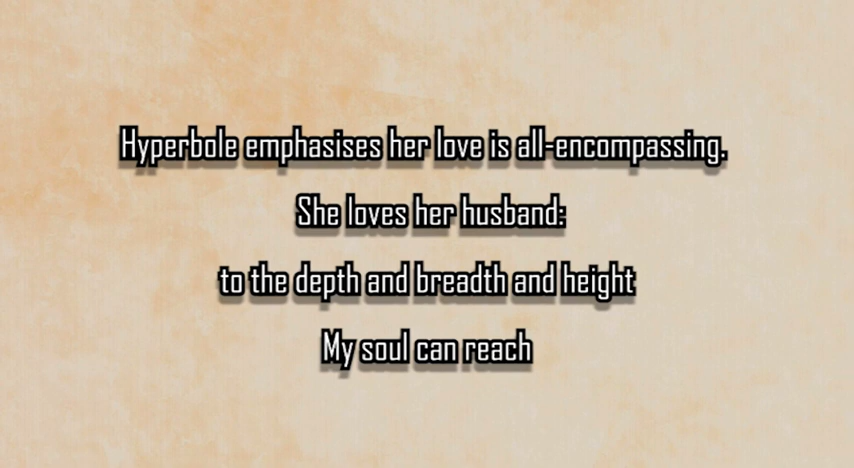 Hyperbole emphasises her love is all-encompassing.
She loves her husband:
to the depth and breadth and height
My soul can reach